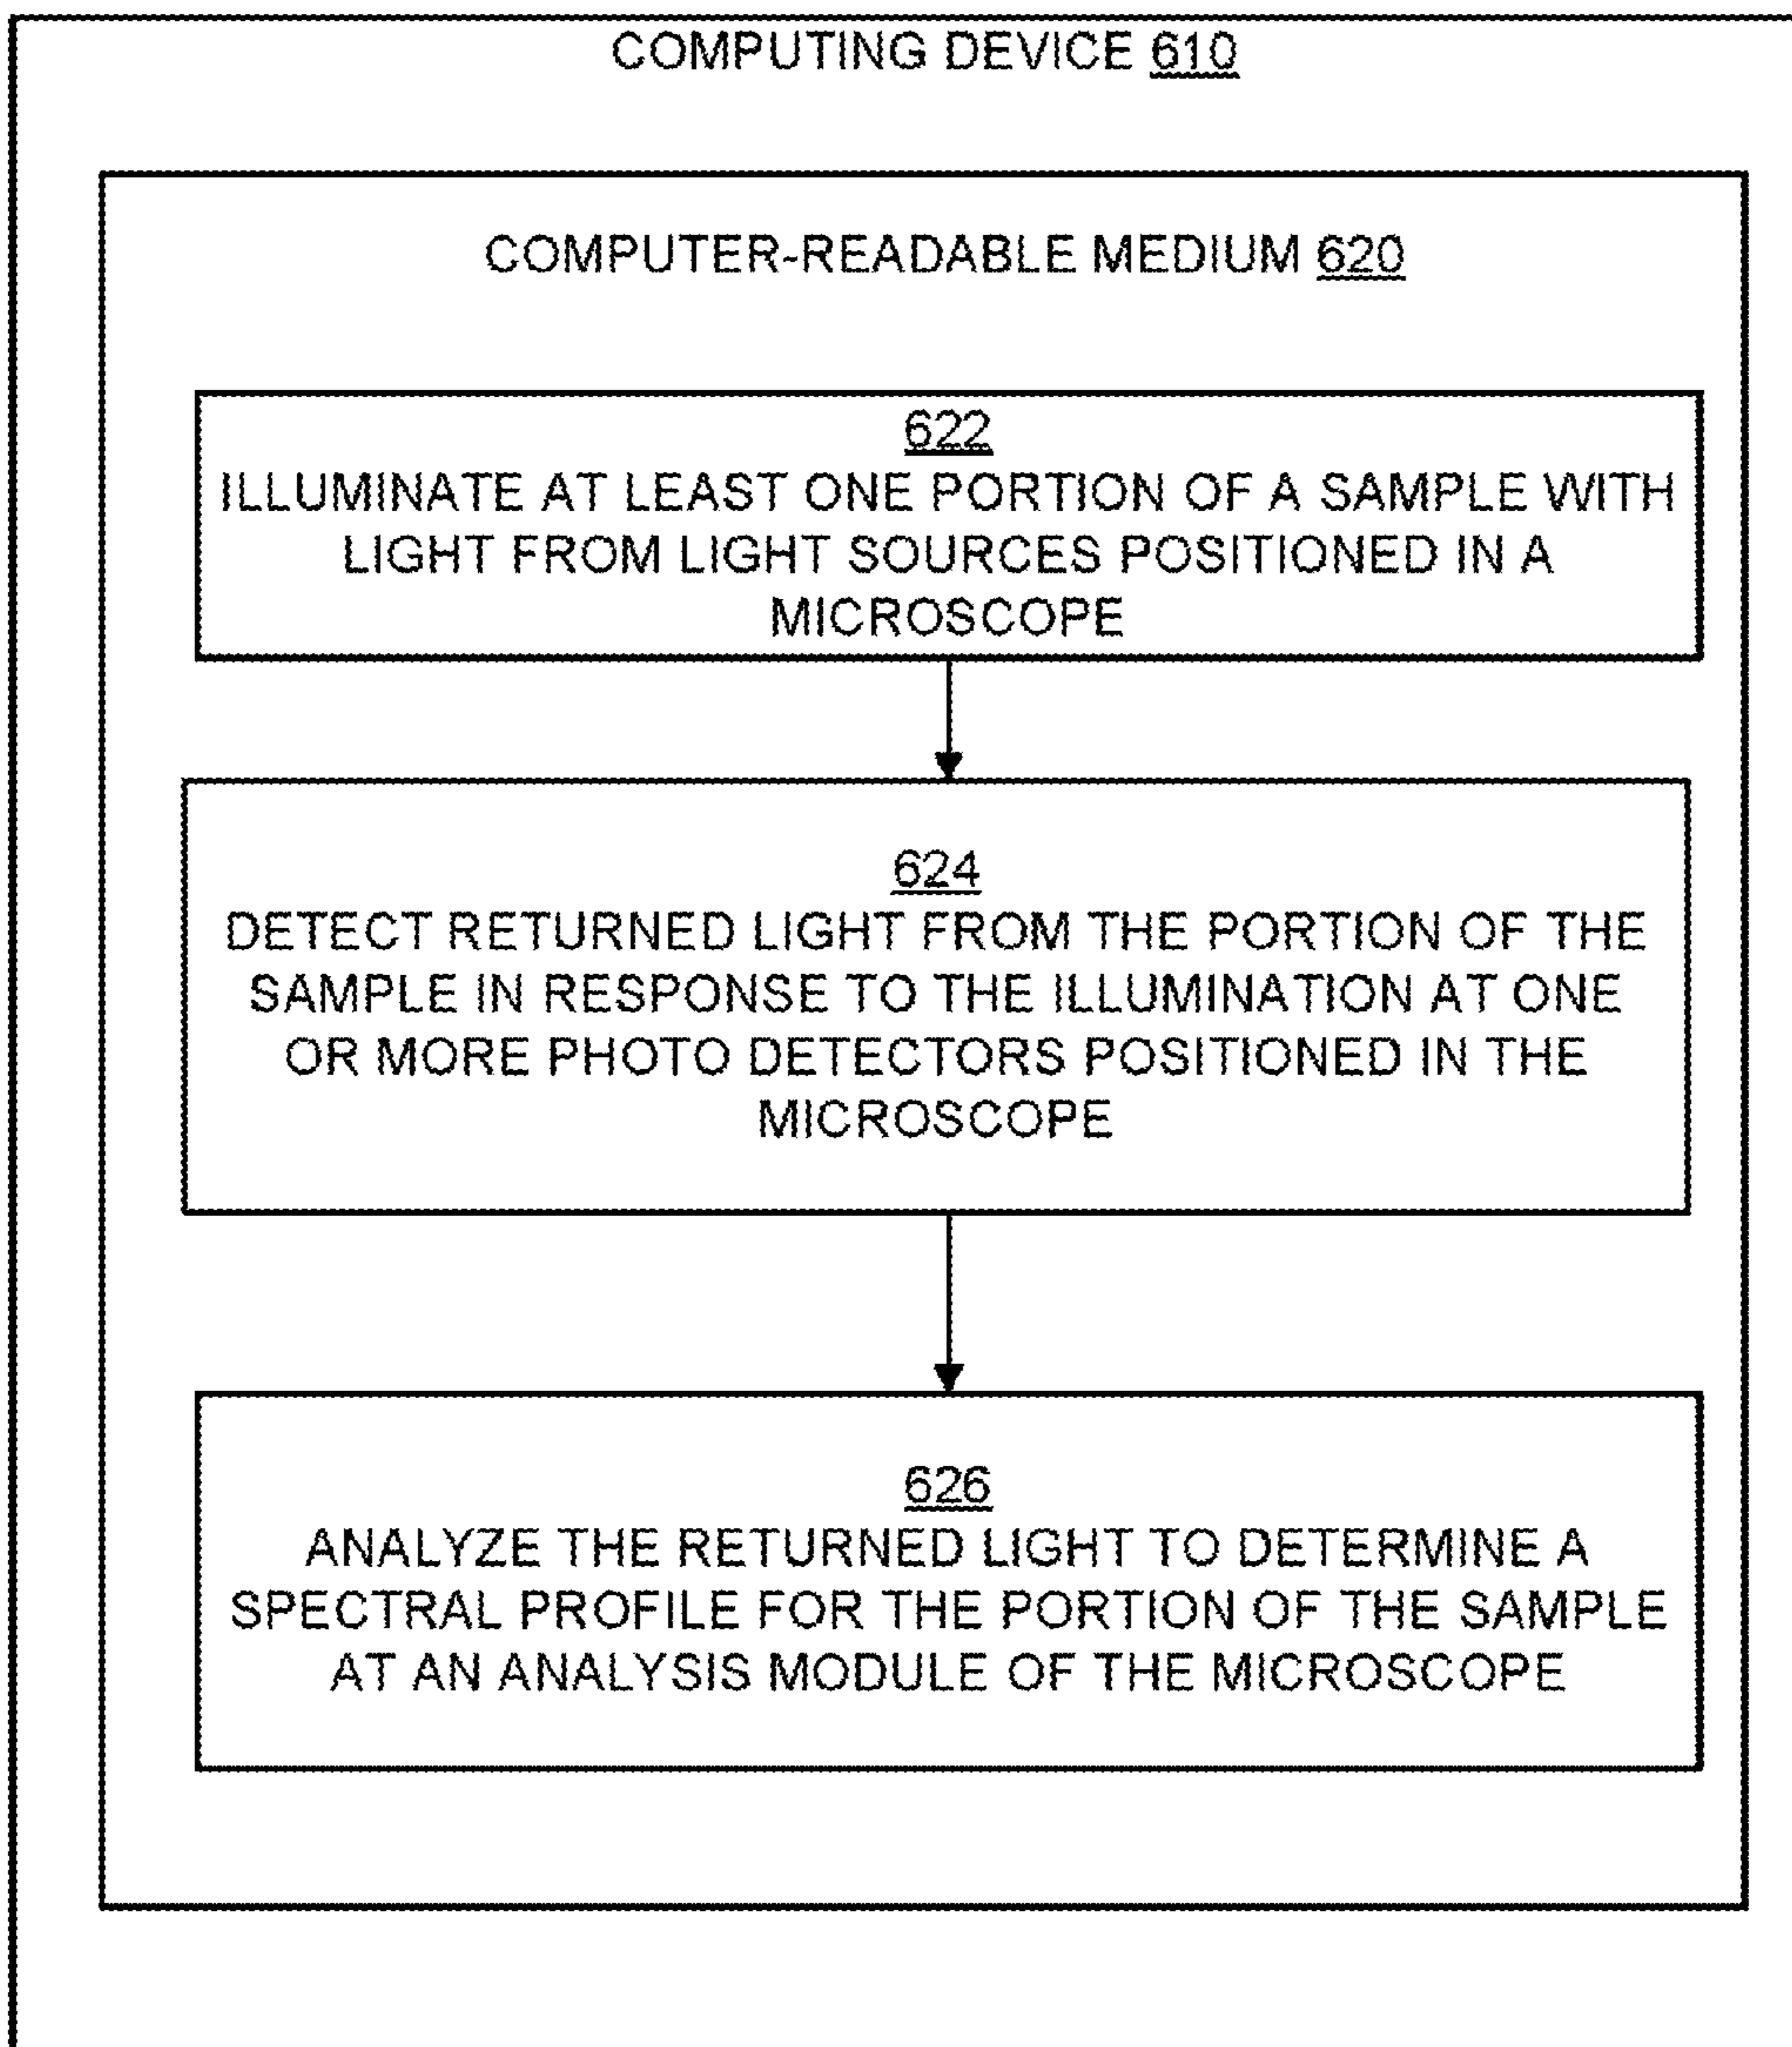 COMPUTING DEVICE 610
COMPUTER-READABLE MEDIUM 620
622
ILLUMINATE AT LEAST ONE PORTION OF A SAMPLE WITH
LIGHT FROM LIGHT SOURCES POSITIONED IN A
MICROSCOPE
624
DETECT RETURNED LIGHT FROM THE PORTION OF THE
SAMPLE IN RESPONSE TO THE ILLUMINATION AT ONE
OR MORE PHOTO DETECTORS POSITIONED IN THE
MICROSCOPE
626
ANALYZE THE RETURNED LIGHT TO DETERMINE A
SPECTRAL PROFILE FOR THE PORTION OF THE SAMPLE
AT AN ANALYSIS MODULE OF THE MICROSCOPE